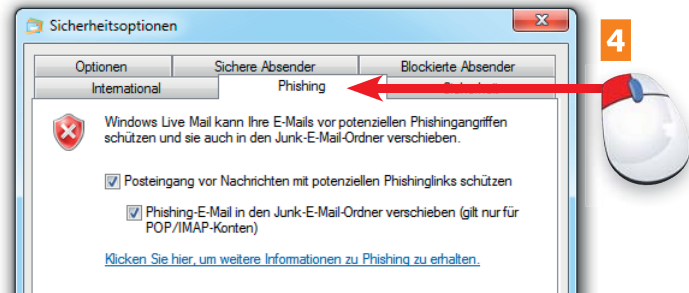 Sicherheitsoptionen
4
Optionen
Sichere Absender
Blockierte Absender
International
Phishing
Windows Live Mail kann Ihre E-Mails vor potenziellen Phishingangriffen
schützen und sie auch in den Junk-E-Mail-Ordner verschieben.
Posteingang vor Nachrichten mit potenziellen Phishinglinks schützen
Phishing-E-Mail in den Junk-E-Mail-Ordner verschieben (gilt nur für
POP/IMAP-Konten)
Klicken Sie hier, um weitere Informationen zu Phishing zu erhalten.